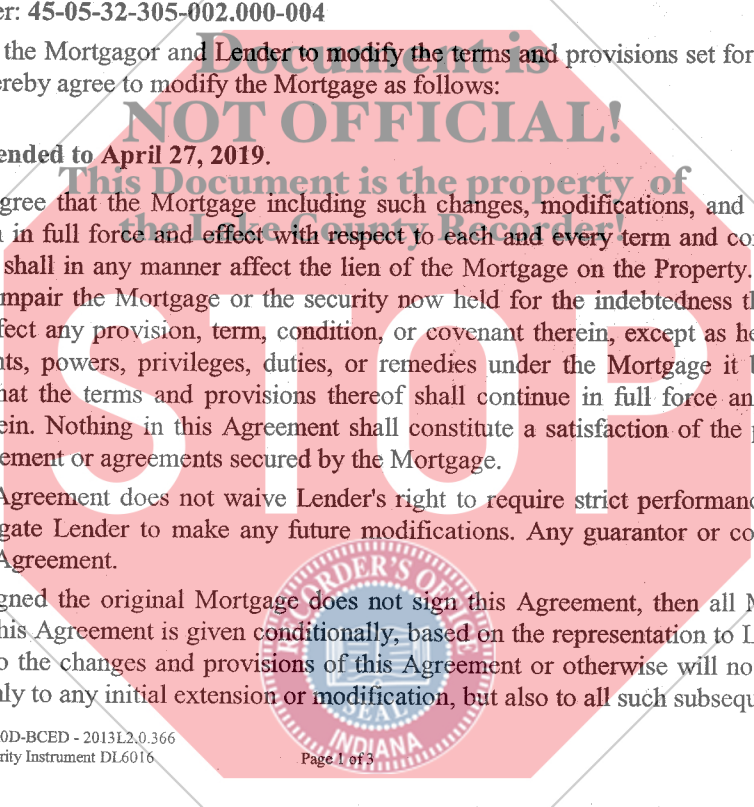 er: 45-05-32-305-002.000-004
Document is
the Mortgagor and Lender to modify the terms and provisions set for
ereby agree to modify the Mortgage as follows:
NOT OFFICIAL!
ended to April 27, 2019.
This Document is the property of
gree that the Mortgage including such changes, modifications, and
the Lake County Recorder!
n in full force and effect with respect to each and every term and co
shall in any manner affect the lien of the Mortgage on the Property.
mpair the Mortgage or the security now held for the indebtedness th
fect any provision, term, condition, or covenant therein, except as he
nts, powers, privileges, duties, or remedies under the Mortgage it
hat the terms and provisions thereof shall continue in full force an
STOP
ein. Nothing in this Agreement shall constitute a satisfaction of the p
ement or agreements secured by the Mortgage.
Agreement does not waive Lender's right to require strict performanc
gate Lender to make any future modifications. Any guarantor or co
Agreement.
gned the original Mortgage does not sign this Agreement, then all M
his Agreement is given conditionally, based on the representation to L
o the changes and provisions of this Agreement or otherwise will no
nly to any initial extension or modification, but also to all such subsequ
RECORDER'S OFFICE
SEAL
INDIANA
0D-BCED - 2013L2.0.366
rity Instrument DL6016
Page 1 of 3